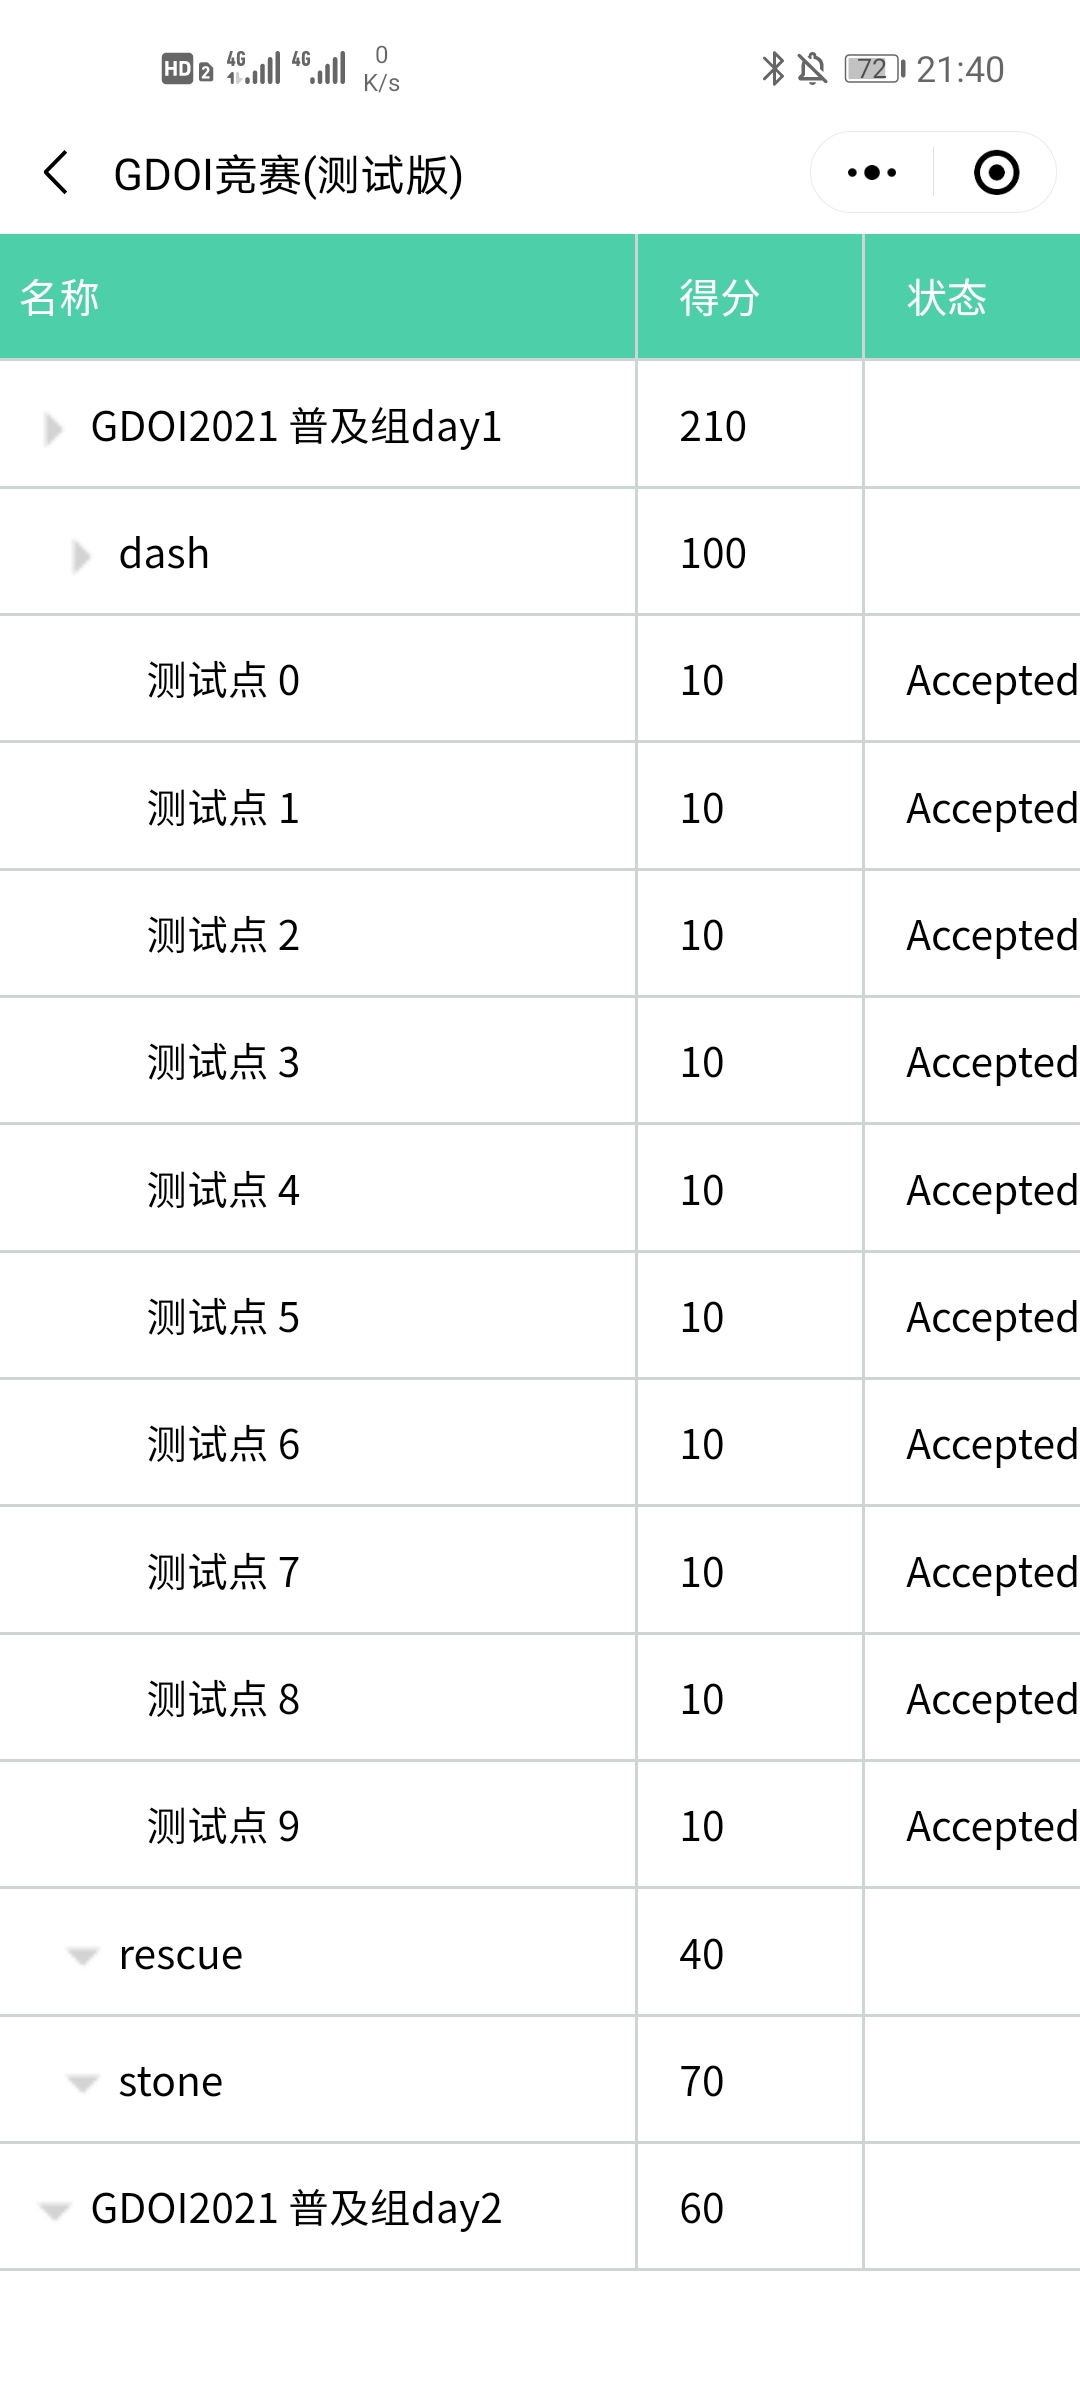 HD 2 4G 4G 0 K/s 72 21:40
GDOI竞赛(测试版)
名称 得分 状态
GDOI2021 普及组day1 210
dash 100
测试点 0 10 Accepted
测试点 1 10 Accepted
测试点 2 10 Accepted
测试点 3 10 Accepted
测试点 4 10 Accepted
测试点 5 10 Accepted
测试点 6 10 Accepted
测试点 7 10 Accepted
测试点 8 10 Accepted
测试点 9 10 Accepted
rescue 40
stone 70
GDOI2021 普及组day2 60